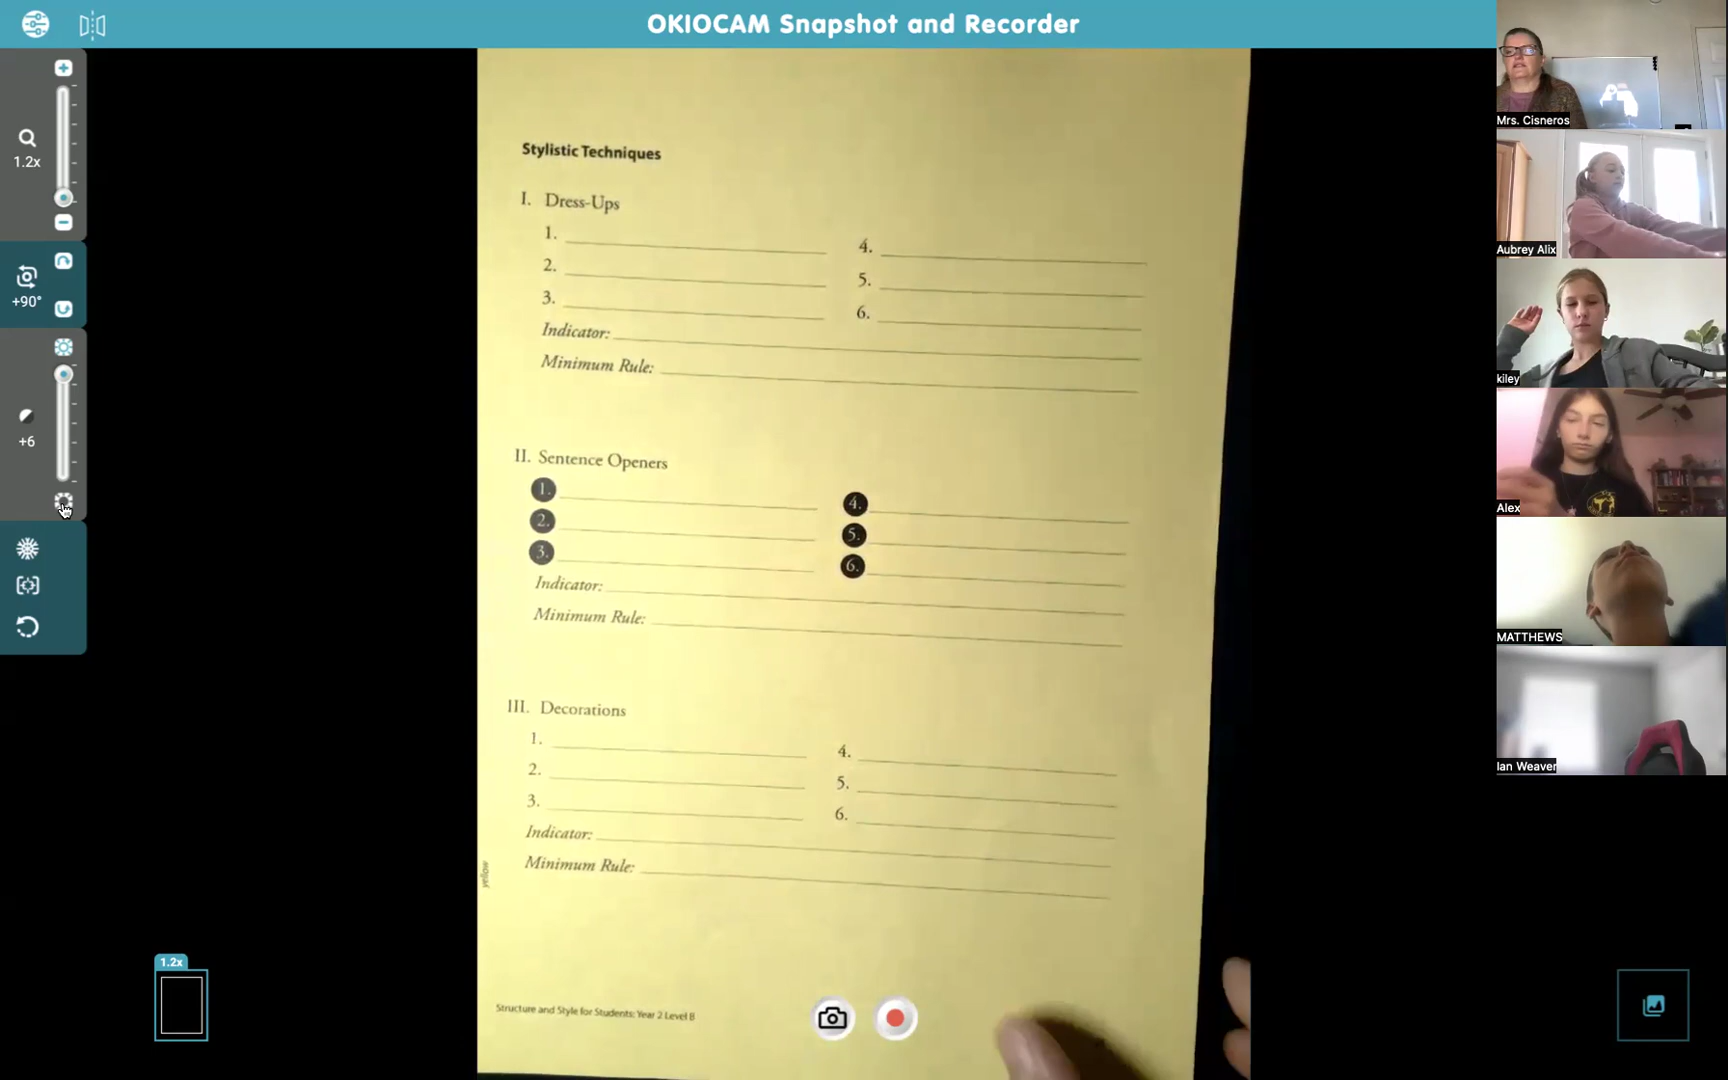 OKIOCAM Snapshot and Recorder
1.2x
+90°
+6
Stylistic Techniques
I. Dress-Ups
1. 4.
2. 5.
3. 6.
Indicator:
Minimum Rule:
II. Sentence Openers
1. 4.
2. 5.
3. 6.
Indicator:
Minimum Rule:
III. Decorations
1. 4.
2. 5.
3. 6.
Indicator:
Minimum Rule:
yellow
Structure and Style for Students: Year 2 Level B
1.2x
Mrs. Cisneros
Aubrey Alix
kiley
Alex
MATTHEWS
Ian Weaver